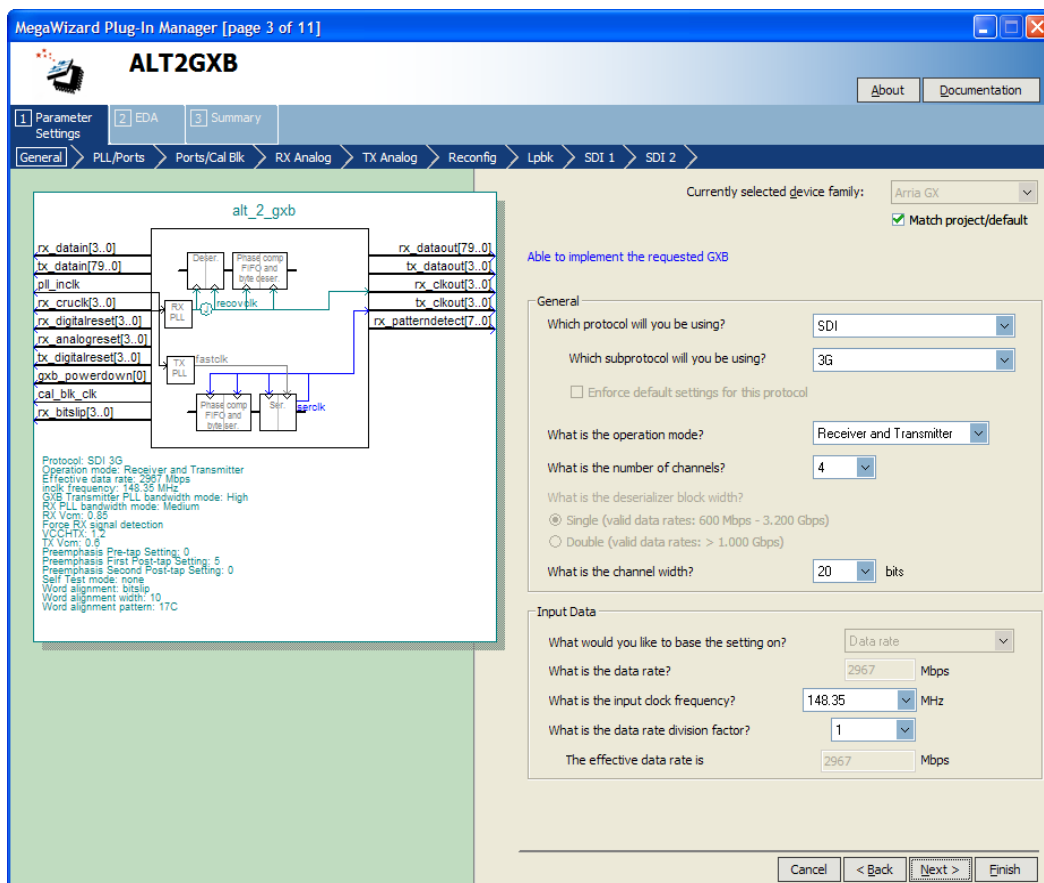 MegaWizard Plug-In Manager [page 3 of 11]
ALT2GXB
About
Documentation
1 Parameter Settings
2 EDA
3 Summary
General
PLL/Ports
Ports/Cal Blk
RX Analog
TX Analog
Reconfig
Lpbk
SDI 1
SDI 2
alt_2_gxb
rx_datain[3..0]
tx_datain[79..0]
pll_inclk
rx_cruclk[3..0]
rx_digitalreset[3..0]
rx_analogreset[3..0]
tx_digitalreset[3..0]
gxb_powerdown[0]
cal_blk_clk
rx_bitslip[3..0]
Deser.
Phase comp
FIFO and
byte deser.
RX
PLL
recovclk
TX
PLL
fastclk
Phase comp
FIFO and
byte ser.
Ser.
serclk
rx_dataout[79..0]
tx_dataout[3..0]
rx_clkout[3..0]
tx_clkout[3..0]
rx_patterndetect[7..0]
Protocol: SDI 3G
Operation mode: Receiver and Transmitter
Effective data rate: 2967 Mbps
inclk frequency: 148.35 MHz
GXB Transmitter PLL bandwidth mode: High
RX PLL bandwidth mode: Medium
RX Vcm: 0.85
Force RX signal detection
VCCHTX: 1.2
TX Vcm: 0.6
Preemphasis Pre-tap Setting: 0
Preemphasis First Post-tap Setting: 5
Preemphasis Second Post-tap Setting: 0
Self Test mode: none
Word alignment: bitslip
Word alignment width: 10
Word alignment pattern: 17C
Currently selected device family: Arria GX
Match project/default
Able to implement the requested GXB
General
Which protocol will you be using? SDI
Which subprotocol will you be using? 3G
Enforce default settings for this protocol
What is the operation mode? Receiver and Transmitter
What is the number of channels? 4
What is the deserializer block width?
Single (valid data rates: 600 Mbps - 3.200 Gbps)
Double (valid data rates: > 1.000 Gbps)
What is the channel width? 20 bits
Input Data
What would you like to base the setting on? Data rate
What is the data rate? 2967 Mbps
What is the input clock frequency? 148.35 MHz
What is the data rate division factor? 1
The effective data rate is 2967 Mbps
Cancel
< Back
Next >
Finish